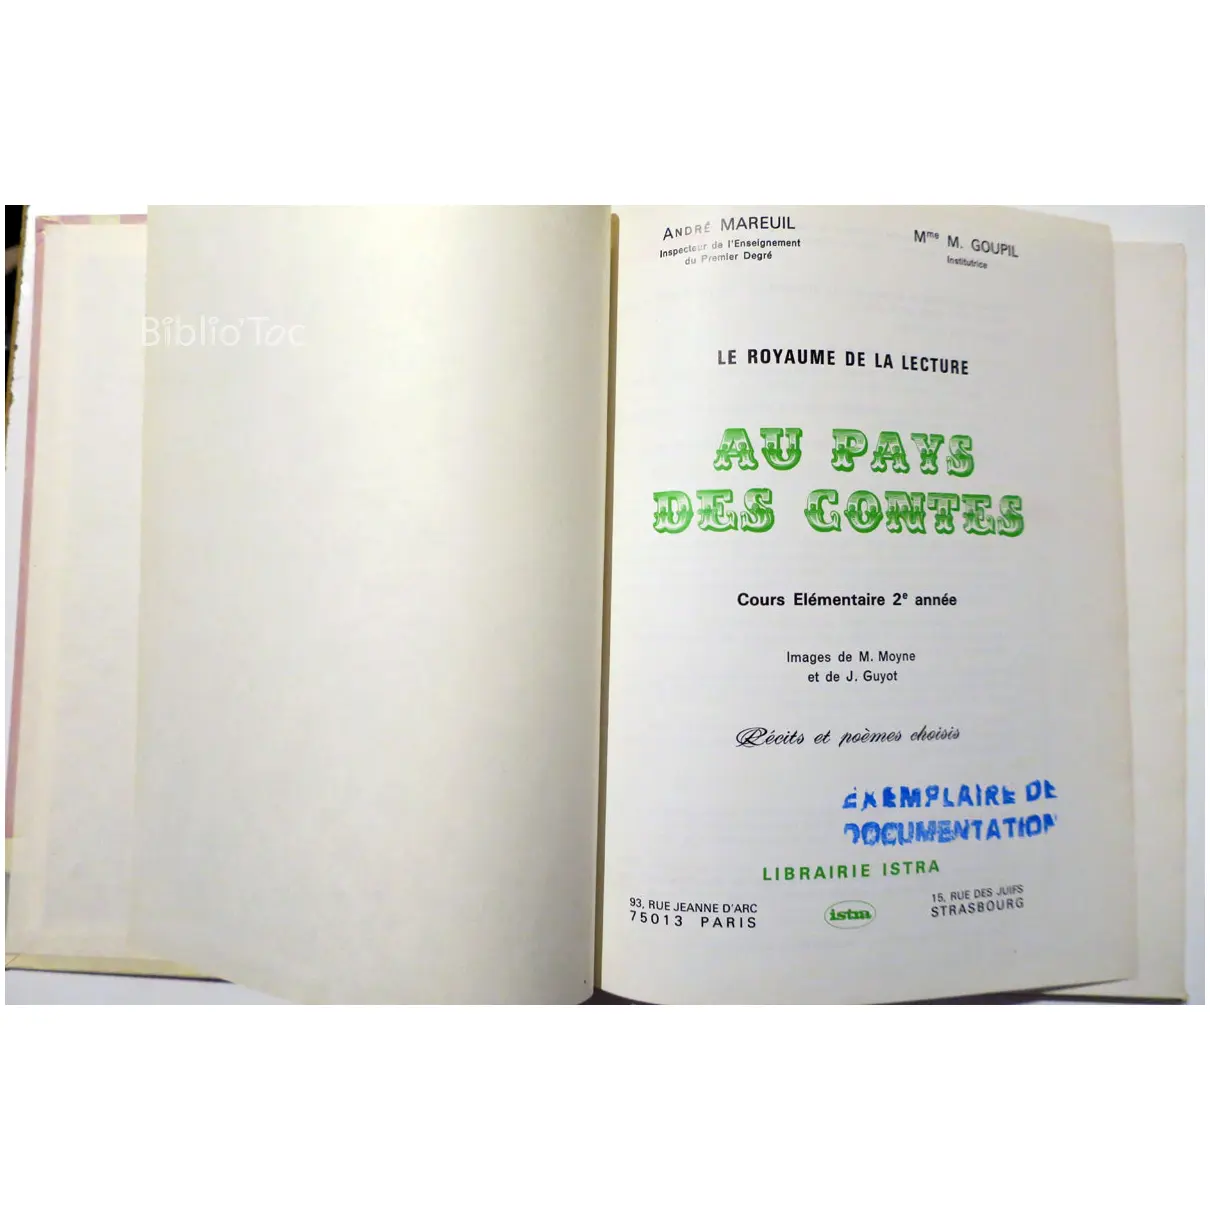 Biblio'Toc
ANDRÉ MAREUIL
Inspecteur de l'Enseignement
du Premier Degré
Mme M. GOUPIL
Institutrice
LE ROYAUME DE LA LECTURE
AU PAYS
DES CONTES
Cours Elémentaire 2e année
Images de M. Moyne
et de J. Guyot
Récits et poèmes choisis
EXEMPLAIRE DE
DOCUMENTATION
LIBRAIRIE ISTRA
93, RUE JEANNE D'ARC
75013 PARIS
istra
15, RUE DES JUIFS
STRASBOURG